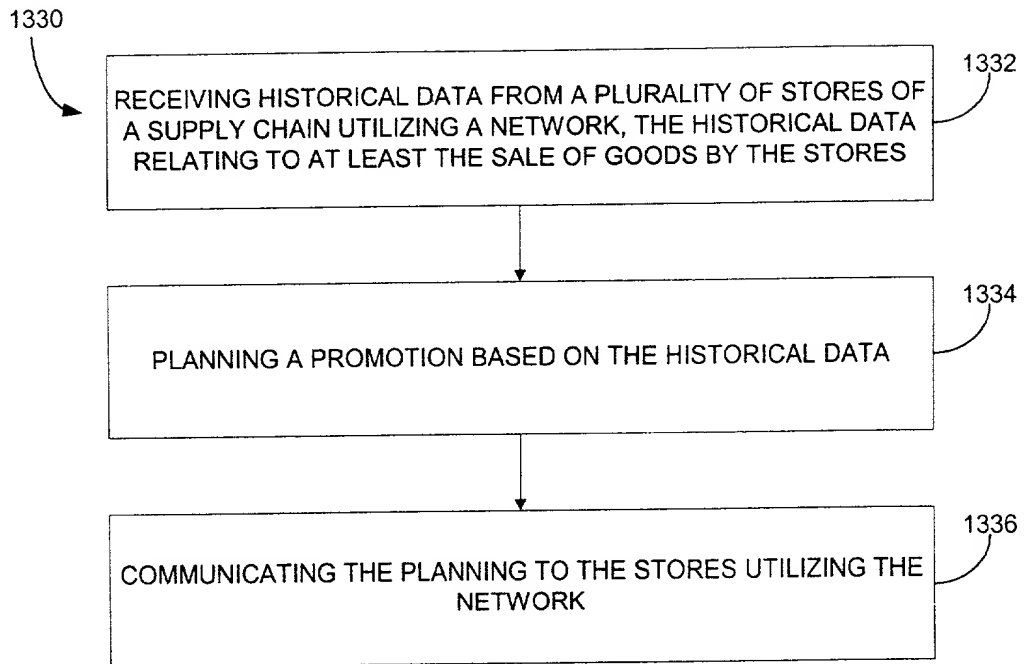 1330
1332
RECEIVING HISTORICAL DATA FROM A PLURALITY OF STORES OF
A SUPPLY CHAIN UTILIZING A NETWORK, THE HISTORICAL DATA
RELATING TO AT LEAST THE SALE OF GOODS BY THE STORES
1334
PLANNING A PROMOTION BASED ON THE HISTORICAL DATA
1336
COMMUNICATING THE PLANNING TO THE STORES UTILIZING THE
NETWORK